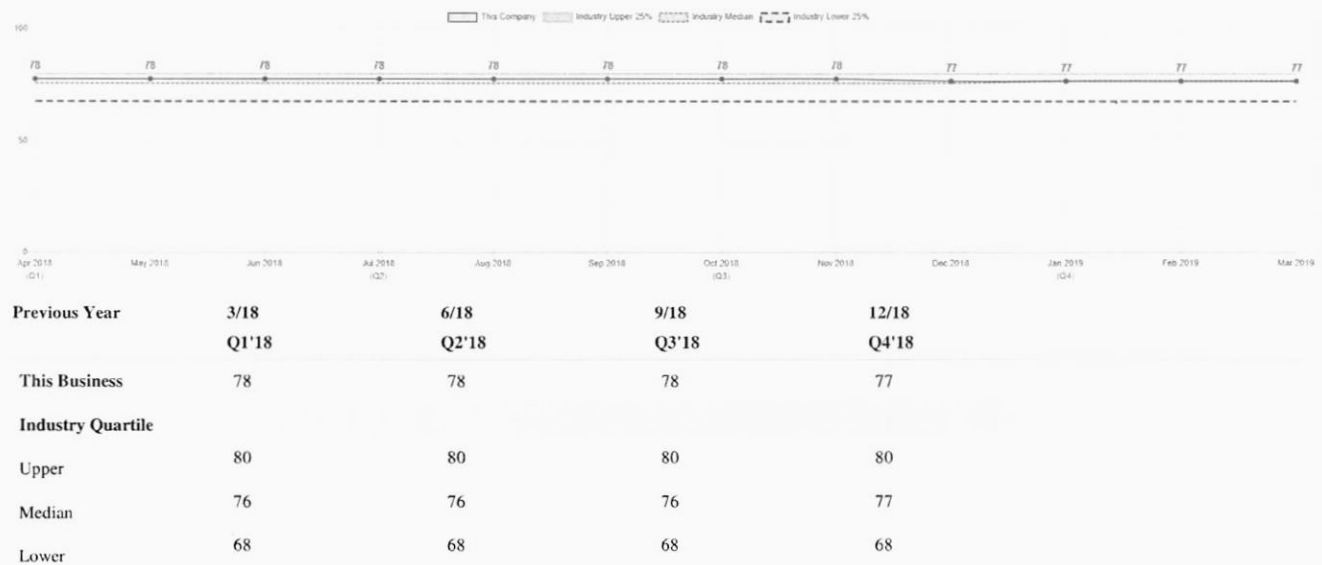 This Company Industry Upper 25% Industry Median Industry Lower 25%
100
78 78 78 78 78 78 78 78 77 77 77 77
50
0
Apr 2018 May 2018 Jun 2018 Jul 2018 Aug 2018 Sep 2018 Oct 2018 Nov 2018 Dec 2018 Jan 2019 Feb 2019 Mar 2019
(Q1) (Q2) (Q3) (Q4)
Previous Year 3/18 6/18 9/18 12/18
Q1'18 Q2'18 Q3'18 Q4'18
This Business 78 78 78 77
Industry Quartile
Upper 80 80 80 80
Median 76 76 76 77
Lower 68 68 68 68